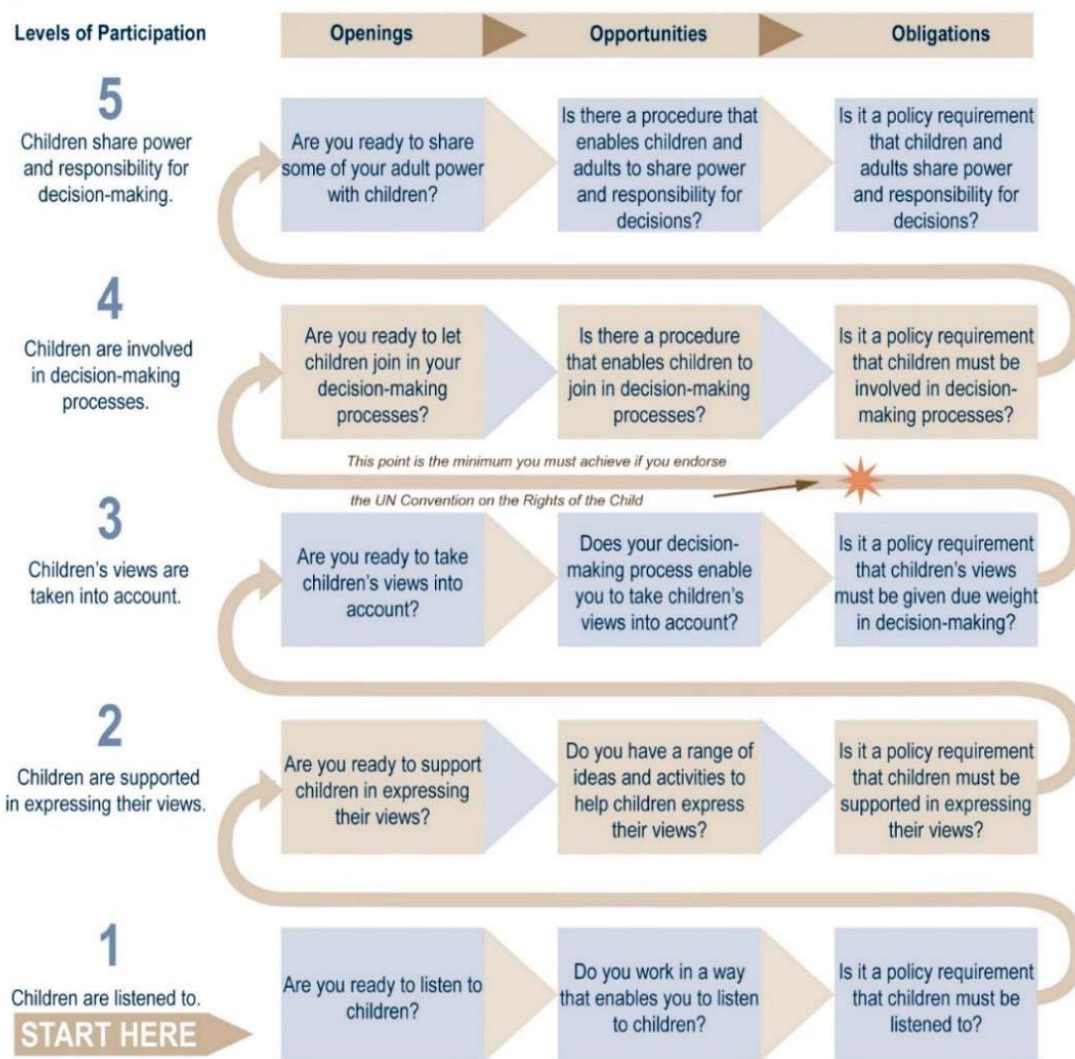 Levels of Participation
Openings
Opportunities
Obligations
5
Children share power
and responsibility for
decision-making.
Are you ready to share
some of your adult power
with children?
Is there a procedure that
enables children and
adults to share power
and responsibility for
decisions?
Is it a policy requirement
that children and
adults share power
and responsibility for
decisions?
4
Children are involved
in decision-making
processes.
Are you ready to let
children join in your
decision-making
processes?
Is there a procedure
that enables children to
join in decision-making
processes?
Is it a policy requirement
that children must be
involved in decision-
making processes?
This point is the minimum you must achieve if you endorse
the UN Convention on the Rights of the Child
3
Children's views are
taken into account.
Are you ready to take
children's views into
account?
Does your decision-
making process enable
you to take children's
views into account?
Is it a policy requirement
that children's views
must be given due weight
in decision-making?
2
Children are supported
in expressing their views.
Are you ready to support
children in expressing
their views?
Do you have a range of
ideas and activities to
help children express
their views?
Is it a policy requirement
that children must be
supported in expressing
their views?
1
Children are listened to.
START HERE
Are you ready to listen to
children?
Do you work in a way
that enables you to listen
to children?
Is it a policy requirement
that children must be
listened to?